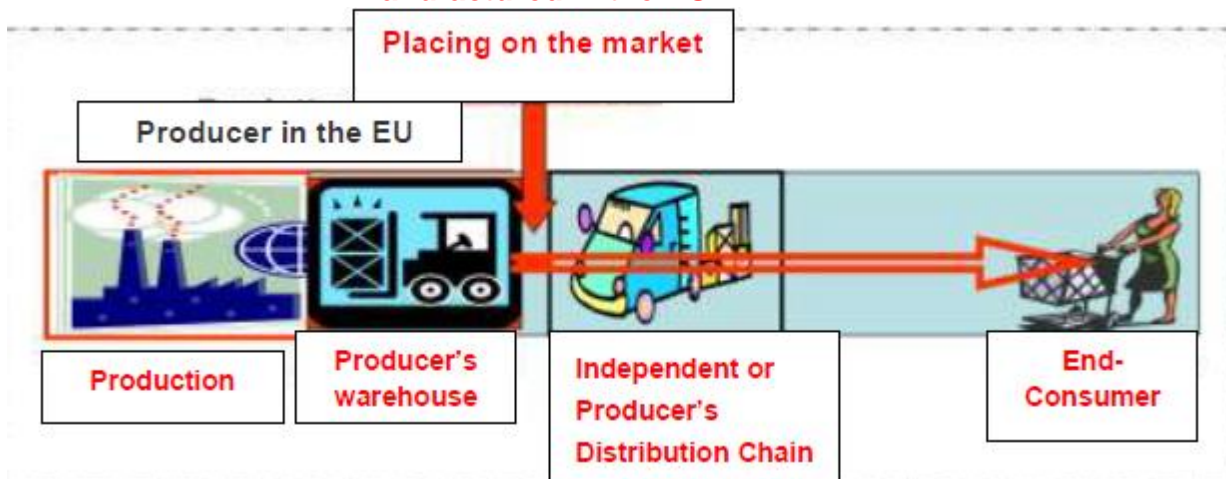 Placing on the market
Producer in the EU
Production
Producer's
warehouse
Independent or
Producer's
Distribution Chain
End-
Consumer